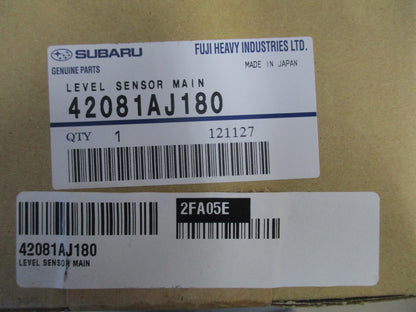 SUBARU FUJI HEAVY INDUSTRIES LTD.
GENUINE PARTS MADE IN JAPAN
LEVEL SENSOR MAIN
42081AJ180
QTY 1 121127
2FA05E
42081AJ180
LEVEL SENSOR MAIN